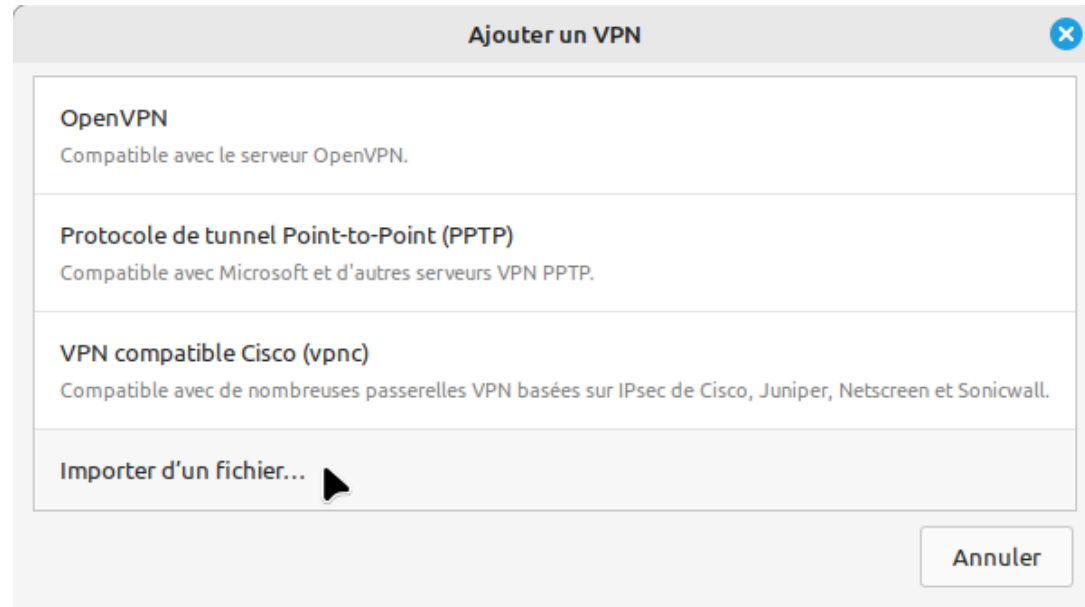 Ajouter un VPN
OpenVPN
Compatible avec le serveur OpenVPN.
Protocole de tunnel Point-to-Point (PPTP)
Compatible avec Microsoft et d'autres serveurs VPN PPTP.
VPN compatible Cisco (vpnc)
Compatible avec de nombreuses passerelles VPN basées sur IPsec de Cisco, Juniper, Netscreen et Sonicwall.
Importer d’un fichier…
Annuler